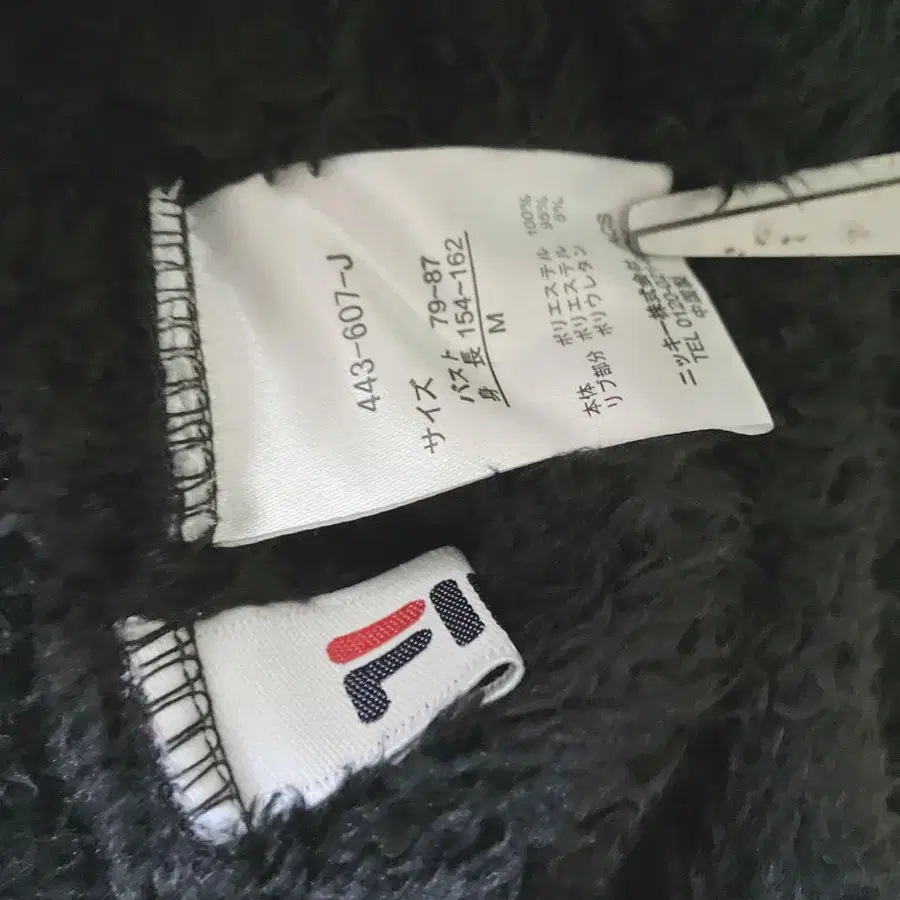 443-607-J
サイズ
バスト 79-87
身 長 154-162
M
本体 ポリエステル 100%
リブ部分 ポリエステル 95%
ポリウレタン 5%
ニッキー株式会社
TEL 0120-
中国製